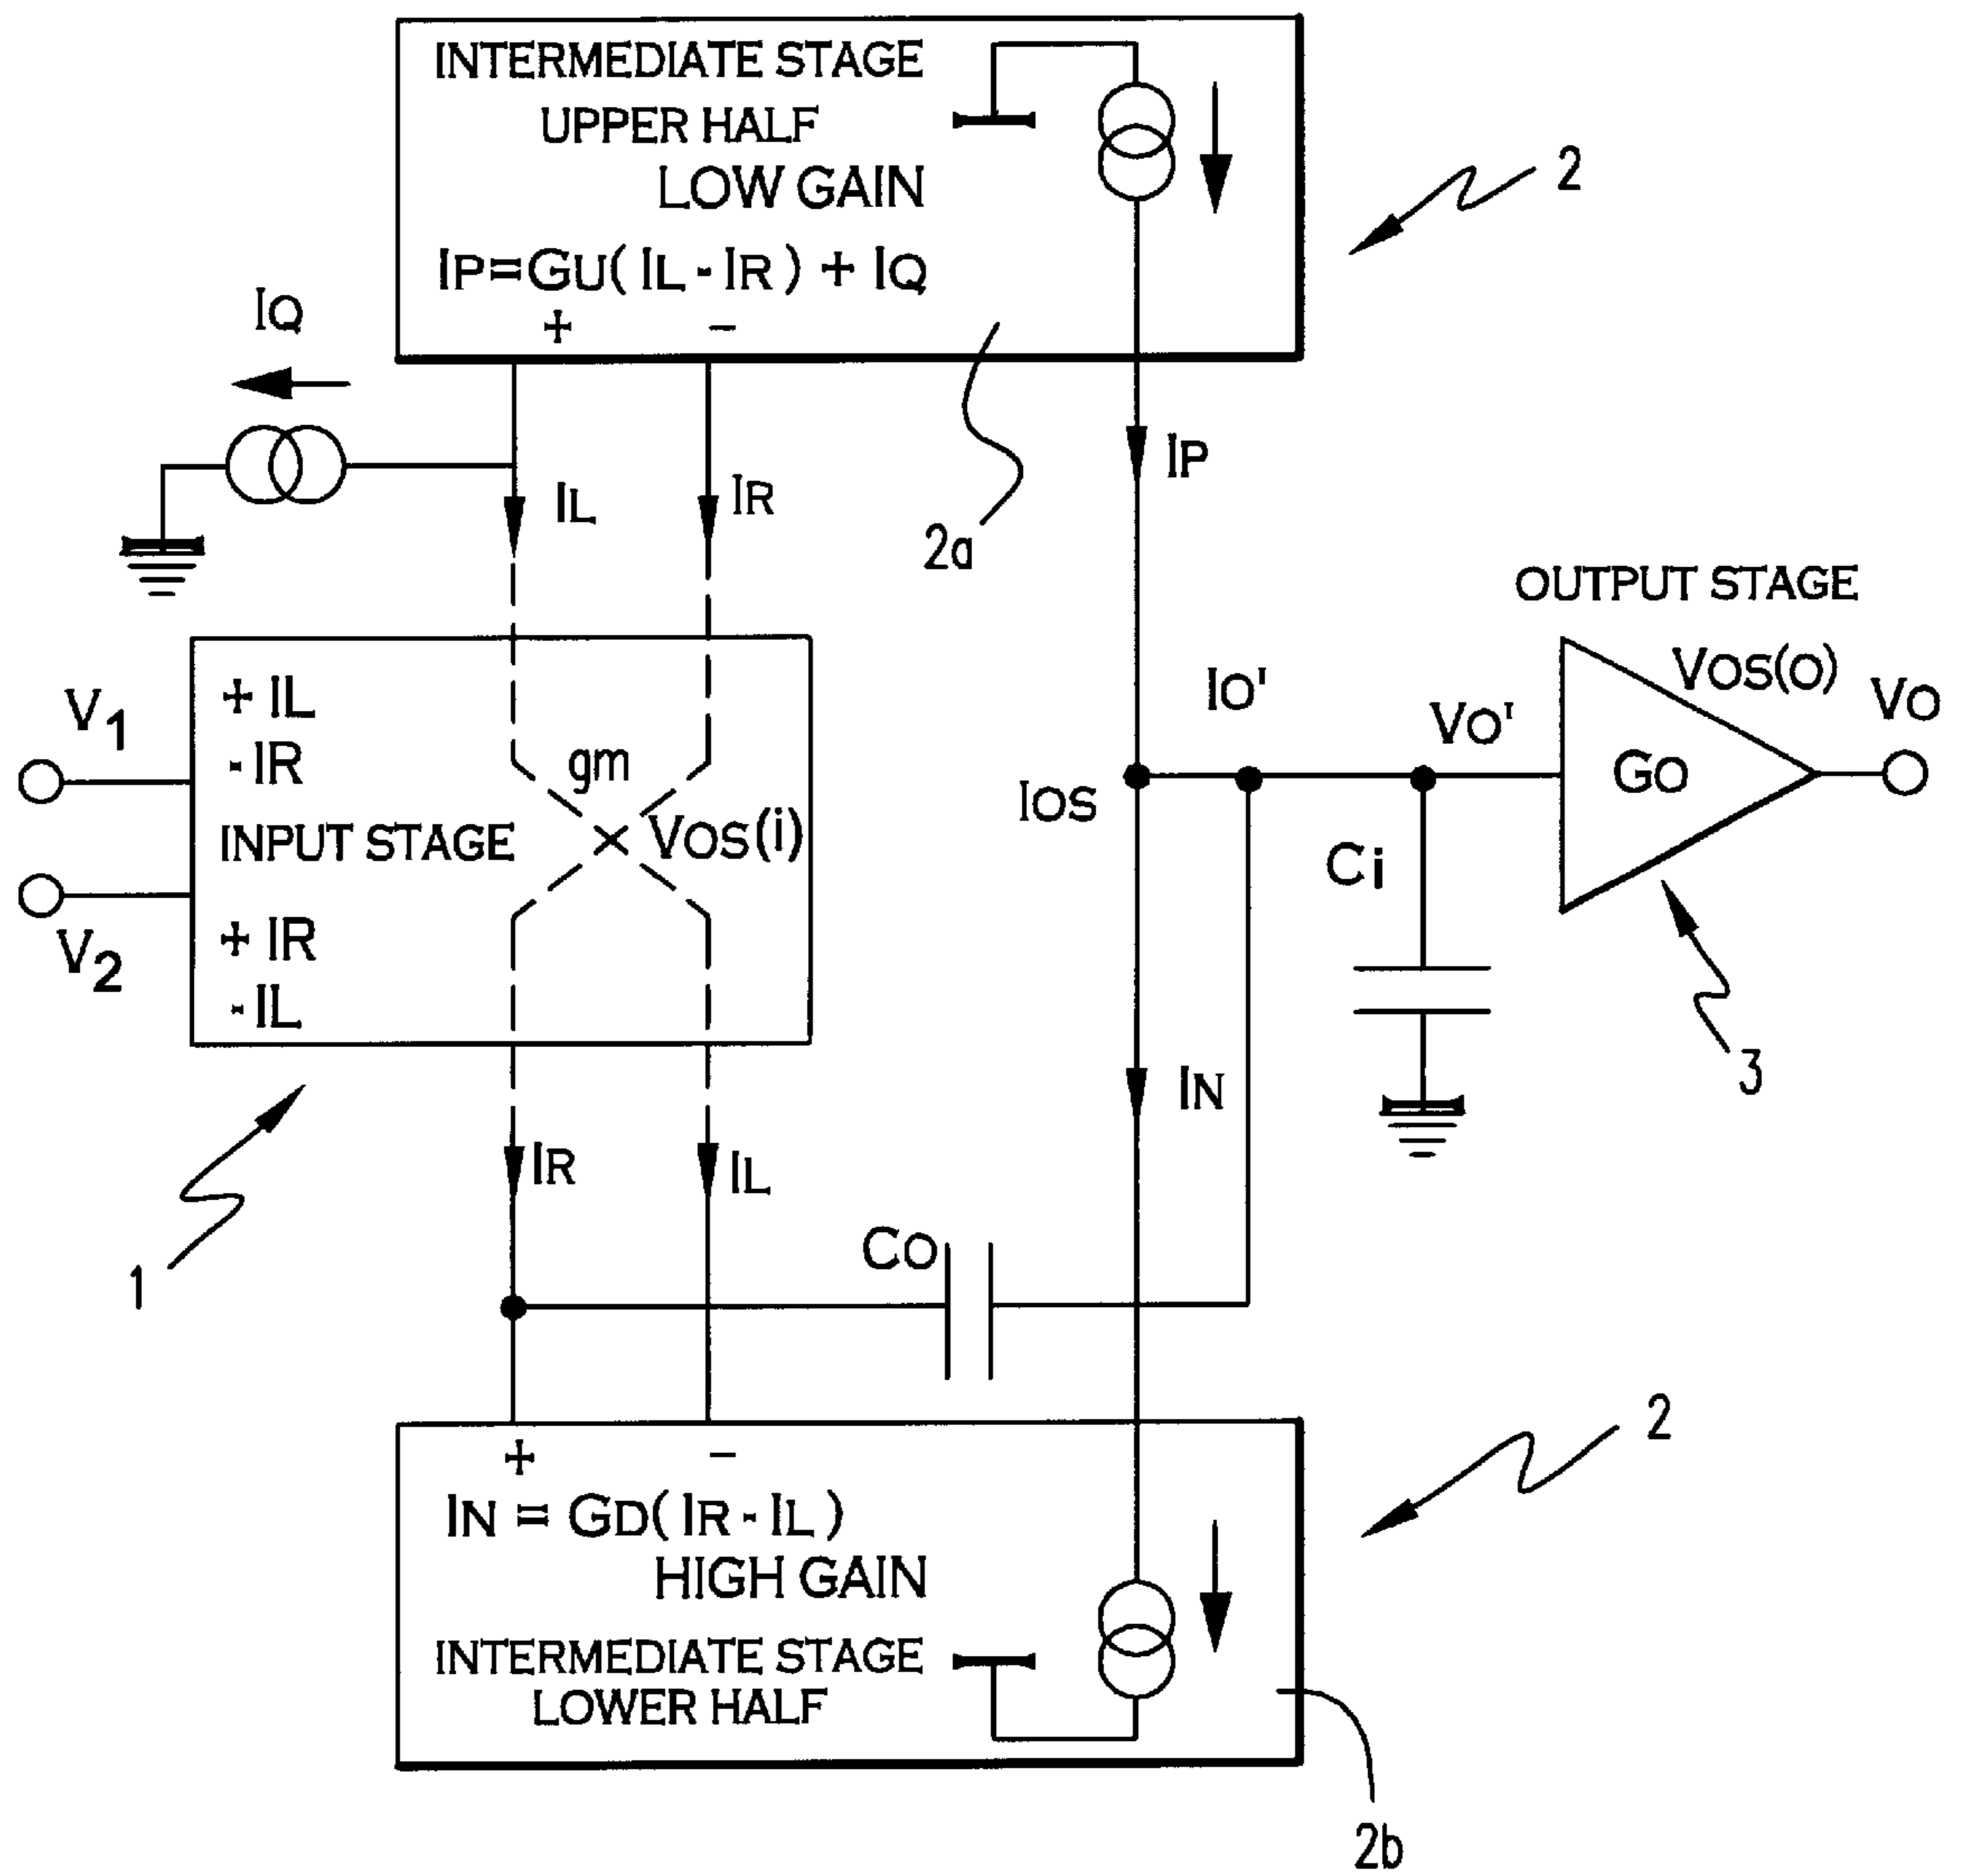 INTERMEDIATE STAGE
UPPER HALF
LOW GAIN
IP=GU( IL - IR ) + IQ
+ −
2
IQ
IL
IR
IP
2a
OUTPUT STAGE
VOS(O)
VO
V1
+ IL
- IR
gm
IO'
VO'
GO
IOS
INPUT STAGE
VOS(i)
Ci
V2
+ IR
- IL
3
IN
IR
IL
CO
1
2
+ −
IN = GD( IR - IL )
HIGH GAIN
INTERMEDIATE STAGE
LOWER HALF
2b